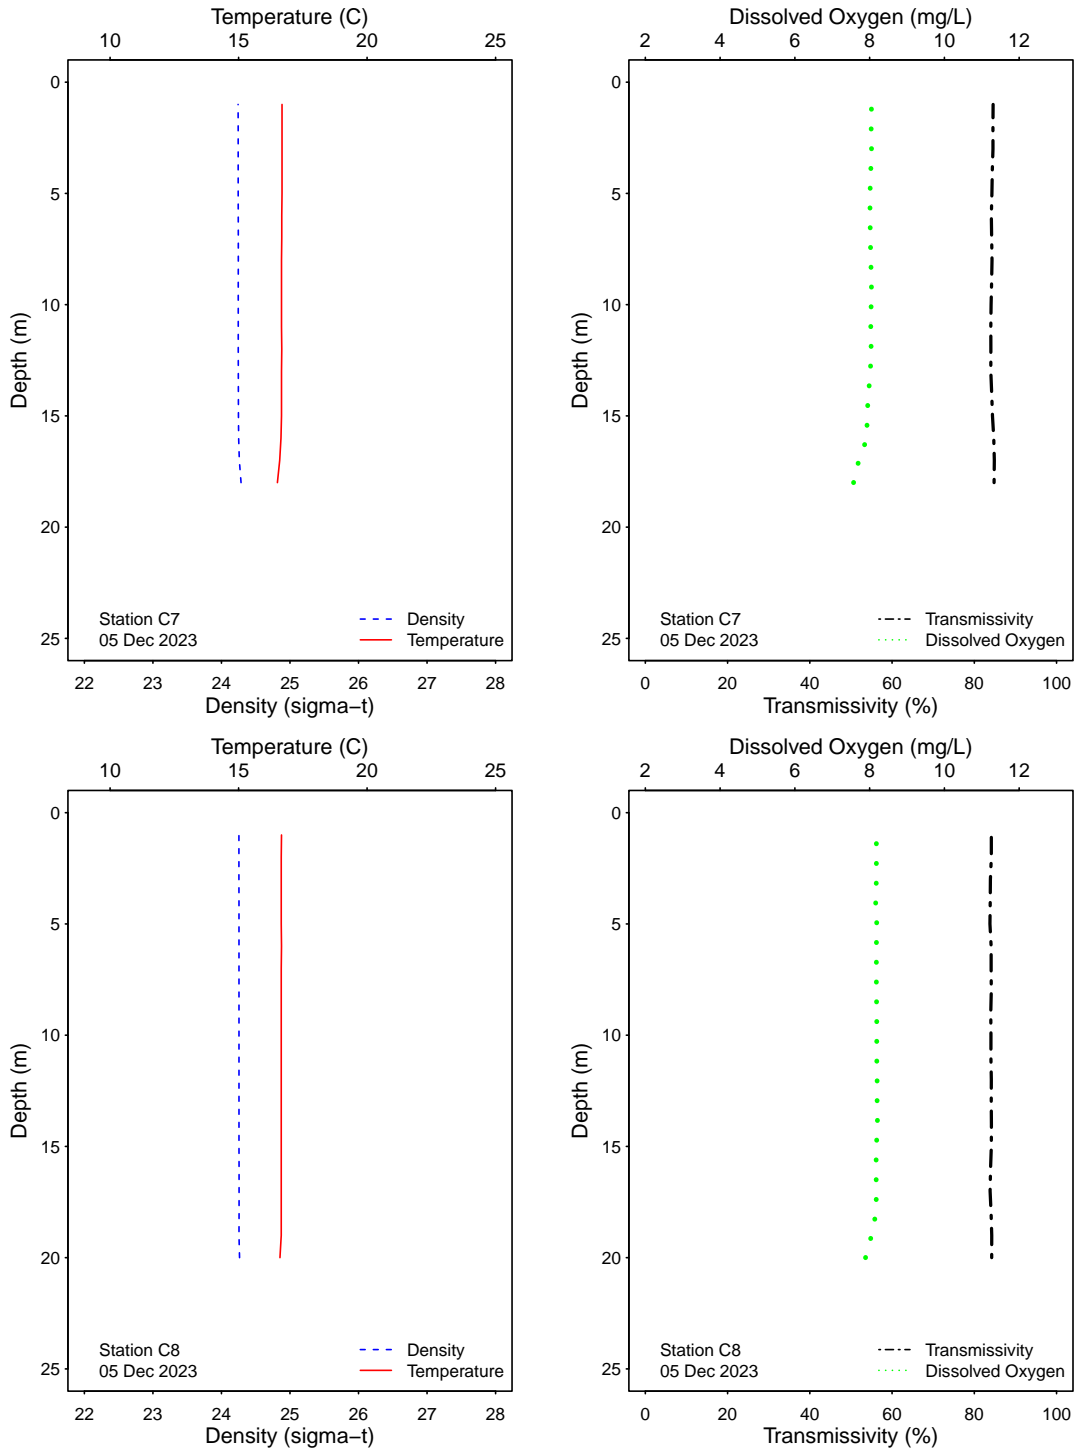 Temperature (C)
10 15 20 25
0
5
10
15
20
25
Depth (m)
Station C7
05 Dec 2023
Density
Temperature
22 23 24 25 26 27 28
Density (sigma−t)
Dissolved Oxygen (mg/L)
2 4 6 8 10 12
0
5
10
15
20
25
Depth (m)
Station C7
05 Dec 2023
Transmissivity
Dissolved Oxygen
0 20 40 60 80 100
Transmissivity (%)
Temperature (C)
10 15 20 25
0
5
10
15
20
25
Depth (m)
Station C8
05 Dec 2023
Density
Temperature
22 23 24 25 26 27 28
Density (sigma−t)
Dissolved Oxygen (mg/L)
2 4 6 8 10 12
0
5
10
15
20
25
Depth (m)
Station C8
05 Dec 2023
Transmissivity
Dissolved Oxygen
0 20 40 60 80 100
Transmissivity (%)